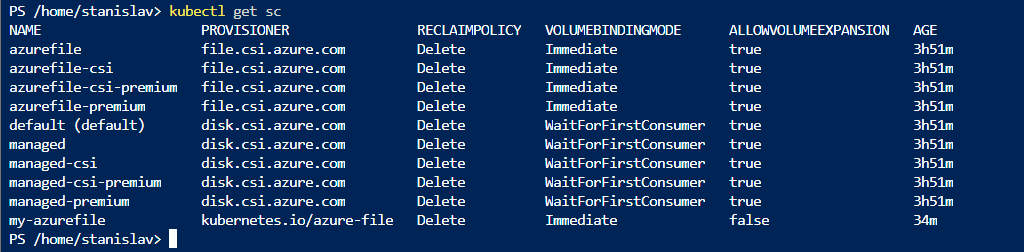 PS /home/stanislav> kubectl get sc
NAME PROVISIONER RECLAIMPOLICY VOLUMEBINDINGMODE ALLOWVOLUMEEXPANSION AGE
azurefile file.csi.azure.com Delete Immediate true 3h51m
azurefile-csi file.csi.azure.com Delete Immediate true 3h51m
azurefile-csi-premium file.csi.azure.com Delete Immediate true 3h51m
azurefile-premium file.csi.azure.com Delete Immediate true 3h51m
default (default) disk.csi.azure.com Delete WaitForFirstConsumer true 3h51m
managed disk.csi.azure.com Delete WaitForFirstConsumer true 3h51m
managed-csi disk.csi.azure.com Delete WaitForFirstConsumer true 3h51m
managed-csi-premium disk.csi.azure.com Delete WaitForFirstConsumer true 3h51m
managed-premium disk.csi.azure.com Delete WaitForFirstConsumer true 3h51m
my-azurefile kubernetes.io/azure-file Delete Immediate false 34m
PS /home/stanislav>